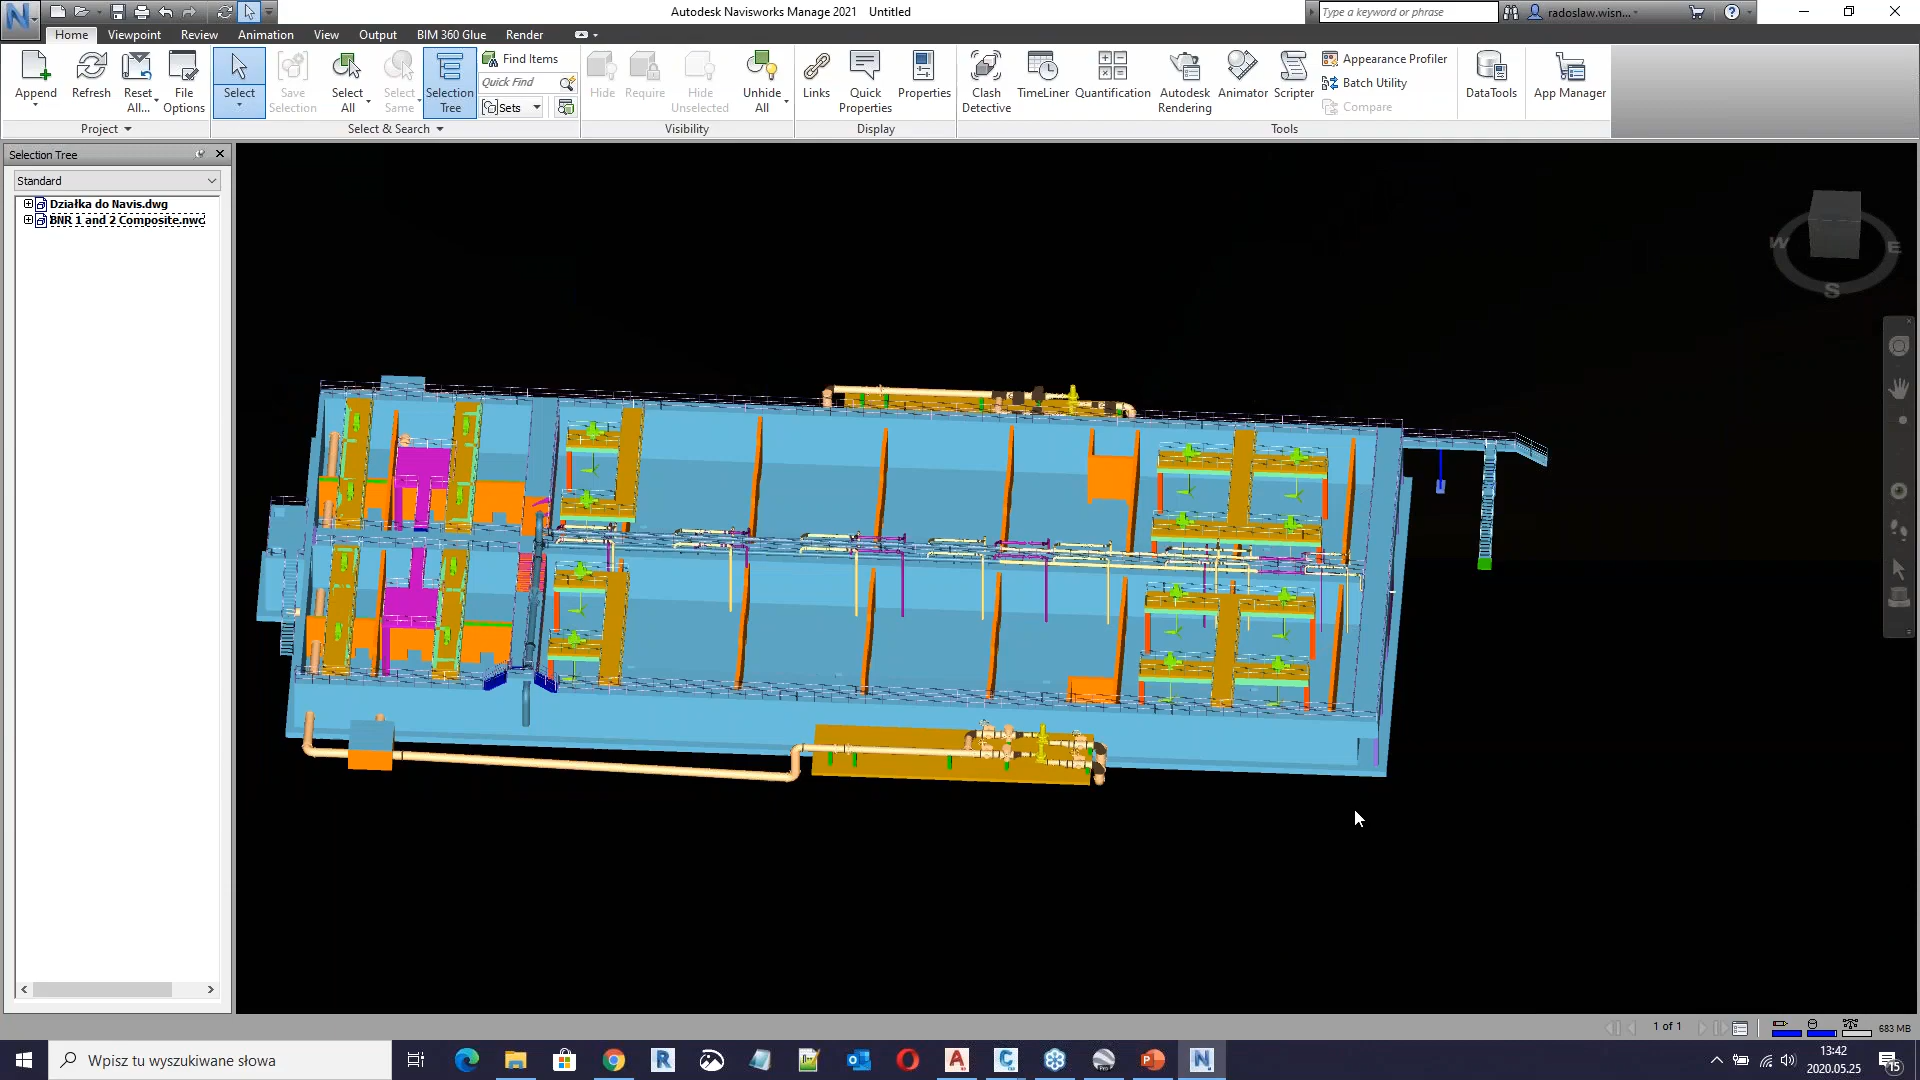 Autodesk Navisworks Manage 2021 Untitled
Type a keyword or phrase
radoslaw.wisn...
Home Viewpoint Review Animation View Output BIM 360 Glue Render
Append
Refresh
Reset All...
File Options
Project
Select
Save Selection
Select All
Select Same
Selection Tree
Find Items
Quick Find
Sets
Select & Search
Hide
Require
Hide Unselected
Unhide All
Visibility
Links
Quick Properties
Properties
Display
Clash Detective
TimeLiner
Quantification
Autodesk Rendering
Animator
Scripter
Appearance Profiler
Batch Utility
Compare
Tools
DataTools
App Manager
Selection Tree
Standard
Działka do Navis.dwg
BNR 1 and 2 Composite.nwc
W
E
S
1 of 1
683 MB
Wpisz tu wyszukiwane słowa
13:42
2020.05.25
15